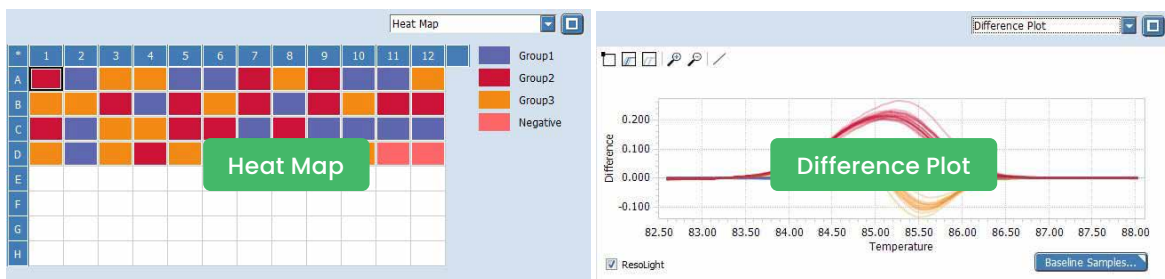 Heat Map
* 1 2 3 4 5 6 7 8 9 10 11 12
A
B
C
D
E
F
G
H
Group1
Group2
Group3
Negative
Heat Map
Difference Plot
Difference
0.200
0.100
0.000
-0.100
82.50 83.00 83.50 84.00 84.50 85.00 85.50 86.00 86.50 87.00 87.50 88.00
Temperature
Difference Plot
ResoLight
Baseline Samples...